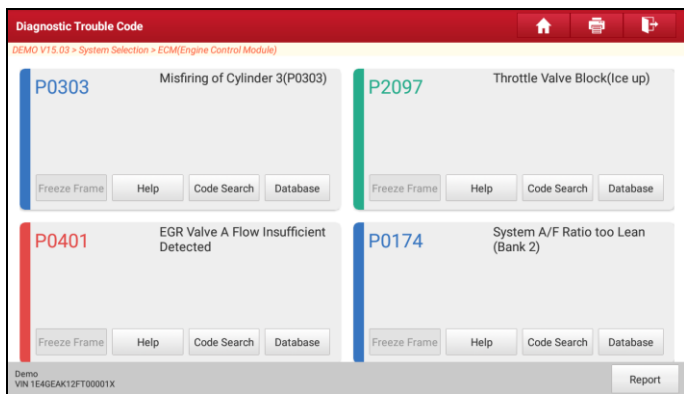 Diagnostic Trouble Code
DEMO V15.03 > System Selection > ECM(Engine Control Module)
P0303
Misfiring of Cylinder 3(P0303)
Freeze Frame
Help
Code Search
Database
P2097
Throttle Valve Block(Ice up)
Freeze Frame
Help
Code Search
Database
P0401
EGR Valve A Flow Insufficient
Detected
Freeze Frame
Help
Code Search
Database
P0174
System A/F Ratio too Lean
(Bank 2)
Freeze Frame
Help
Code Search
Database
Demo
VIN 1E4GEAK12FT00001X
Report